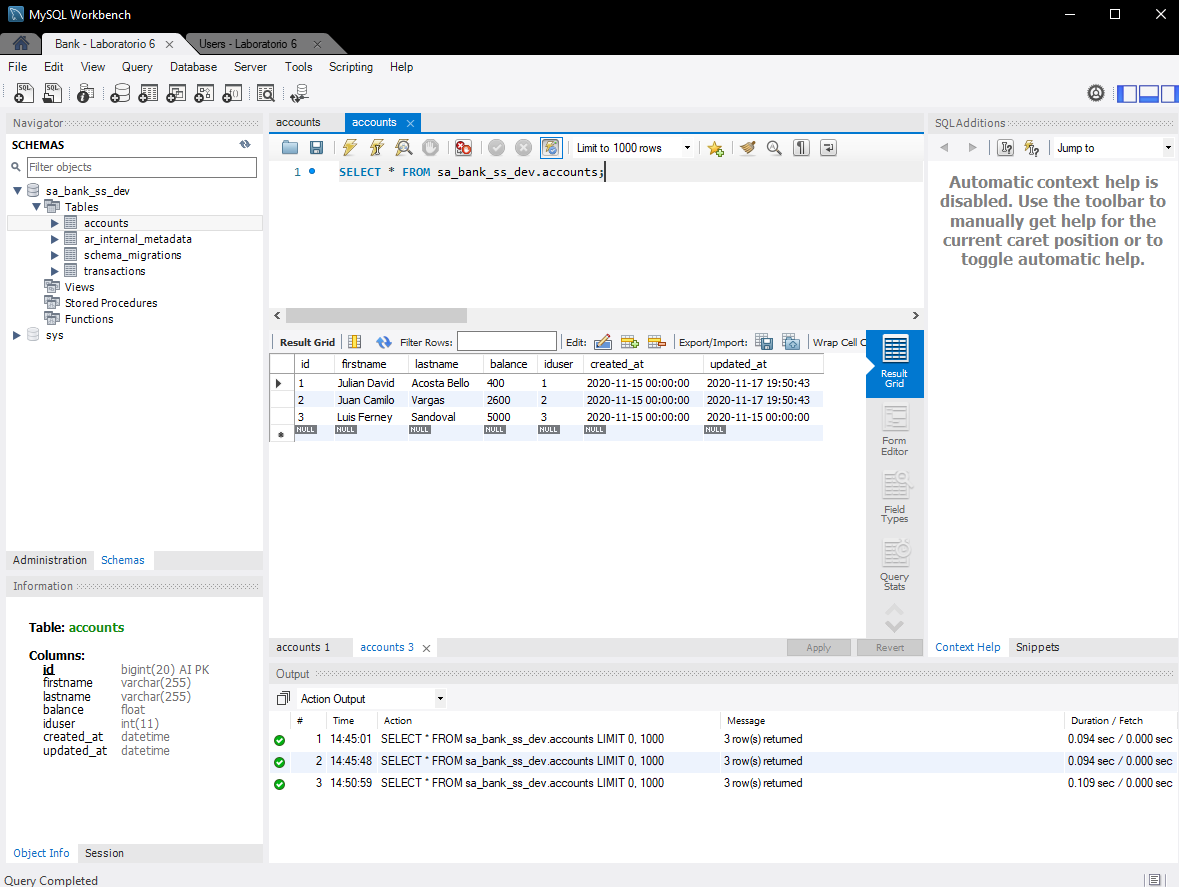 MySQL Workbench
Bank - Laboratorio 6
Users - Laboratorio 6
File Edit View Query Database Server Tools Scripting Help
Navigator
SCHEMAS
Filter objects
sa_bank_ss_dev
Tables
accounts
ar_internal_metadata
schema_migrations
transactions
Views
Stored Procedures
Functions
sys
Administration Schemas
Information
Table: accounts
Columns:
id bigint(20) AI PK
firstname varchar(255)
lastname varchar(255)
balance float
iduser int(11)
created_at datetime
updated_at datetime
Object Info Session
accounts accounts
Limit to 1000 rows
1 SELECT * FROM sa_bank_ss_dev.accounts;
Result Grid Filter Rows: Edit: Export/Import: Wrap Cell C
id firstname lastname balance iduser created_at updated_at
1 Julian David Acosta Bello 400 1 2020-11-15 00:00:00 2020-11-17 19:50:43
2 Juan Camilo Vargas 2600 2 2020-11-15 00:00:00 2020-11-17 19:50:43
3 Luis Ferney Sandoval 5000 3 2020-11-15 00:00:00 2020-11-15 00:00:00
NULL NULL NULL NULL NULL NULL NULL
Result
Grid
Form
Editor
Field
Types
Query
Stats
accounts 1 accounts 3
Apply Revert
SQLAdditions
Jump to
Automatic context help is
disabled. Use the toolbar to
manually get help for the
current caret position or to
toggle automatic help.
Context Help Snippets
Output
Action Output
# Time Action Message Duration / Fetch
1 14:45:01 SELECT * FROM sa_bank_ss_dev.accounts LIMIT 0, 1000 3 row(s) returned 0.094 sec / 0.000 sec
2 14:45:48 SELECT * FROM sa_bank_ss_dev.accounts LIMIT 0, 1000 3 row(s) returned 0.094 sec / 0.000 sec
3 14:50:59 SELECT * FROM sa_bank_ss_dev.accounts LIMIT 0, 1000 3 row(s) returned 0.109 sec / 0.000 sec
Query Completed